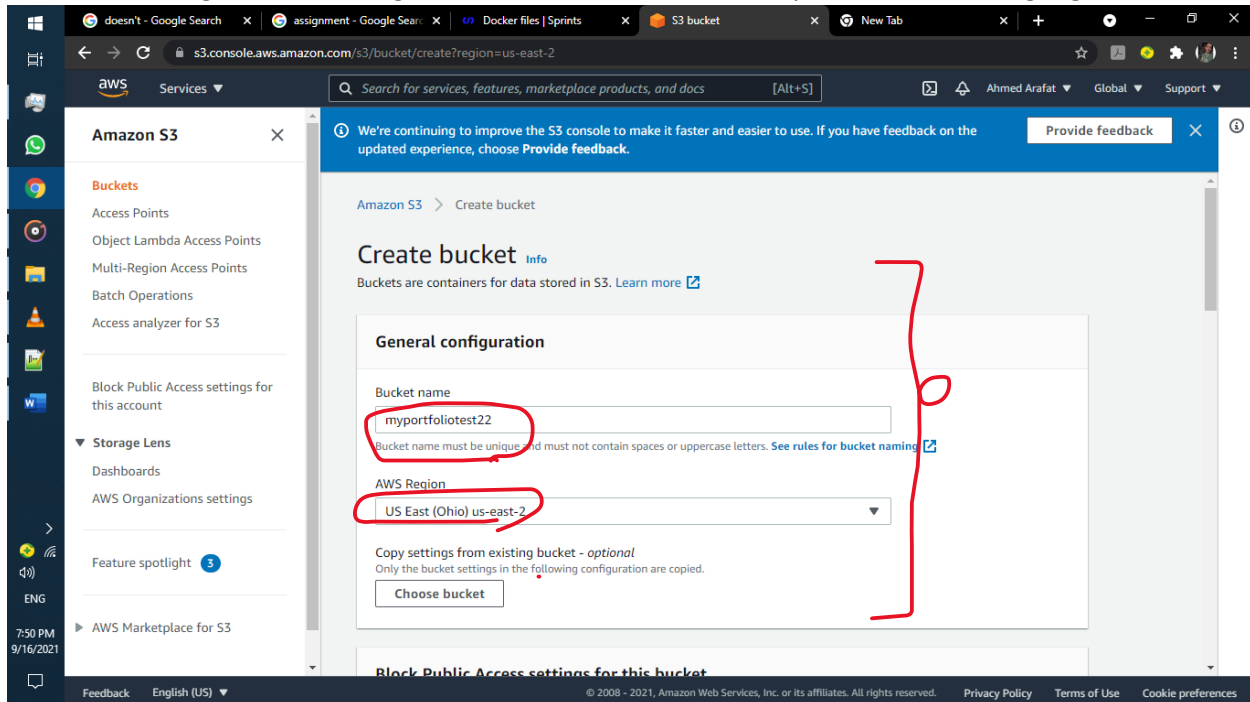 doesn't - Google Search
assignment - Google Searc
Docker files | Sprints
S3 bucket
New Tab
s3.console.aws.amazon.com/s3/bucket/create?region=us-east-2
aws
Services ▼
Search for services, features, marketplace products, and docs
[Alt+S]
Ahmed Arafat ▼
Global ▼
Support ▼
Amazon S3
We're continuing to improve the S3 console to make it faster and easier to use. If you have feedback on the
updated experience, choose Provide feedback.
Provide feedback
Buckets
Access Points
Object Lambda Access Points
Multi-Region Access Points
Batch Operations
Access analyzer for S3
Block Public Access settings for
this account
▼ Storage Lens
Dashboards
AWS Organizations settings
Feature spotlight 3
▶ AWS Marketplace for S3
Amazon S3 > Create bucket
Create bucket Info
Buckets are containers for data stored in S3. Learn more
General configuration
Bucket name
myportfoliotest22
Bucket name must be unique and must not contain spaces or uppercase letters. See rules for bucket naming
AWS Region
US East (Ohio) us-east-2
Copy settings from existing bucket - optional
Only the bucket settings in the following configuration are copied.
Choose bucket
Block Public Access settings for this bucket
ENG
7:50 PM
9/16/2021
Feedback
English (US) ▼
© 2008 - 2021, Amazon Web Services, Inc. or its affiliates. All rights reserved.
Privacy Policy
Terms of Use
Cookie preferences